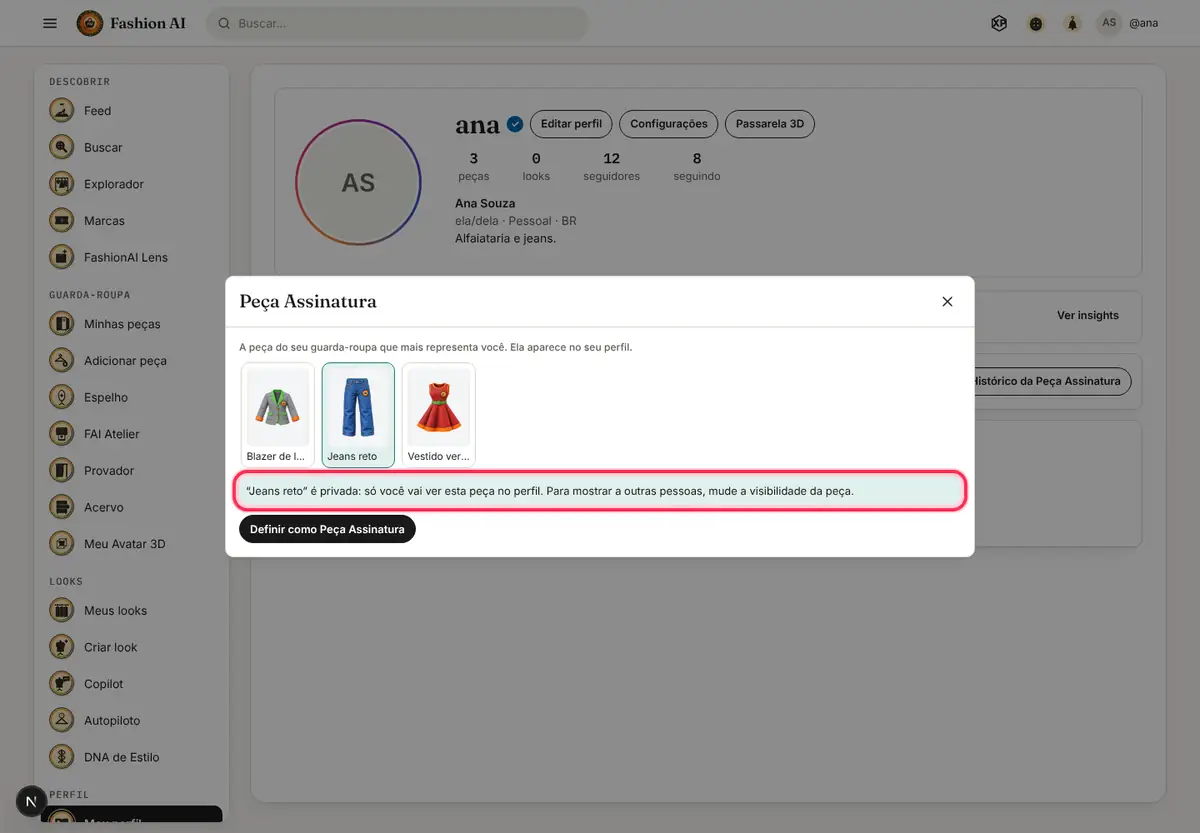 Fashion AI
Buscar...
XP
AS
@ana
DESCOBRIR
Feed
Buscar
Explorador
Marcas
FashionAI Lens
GUARDA-ROUPA
Minhas peças
Adicionar peça
Espelho
FAI Atelier
Provador
Acervo
Meu Avatar 3D
LOOKS
Meus looks
Criar look
Copilot
Autopiloto
DNA de Estilo
PERFIL
N
AS
ana
Editar perfil
Configurações
Passarela 3D
3 0 12 8
peças looks seguidores seguindo
Ana Souza
ela/dela · Pessoal · BR
Alfaiataria e jeans.
Ver insights
Histórico da Peça Assinatura
Peça Assinatura
A peça do seu guarda-roupa que mais representa você. Ela aparece no seu perfil.
Blazer de l...
Jeans reto
Vestido ver...
“Jeans reto” é privada: só você vai ver esta peça no perfil. Para mostrar a outras pessoas, mude a visibilidade da peça.
Definir como Peça Assinatura